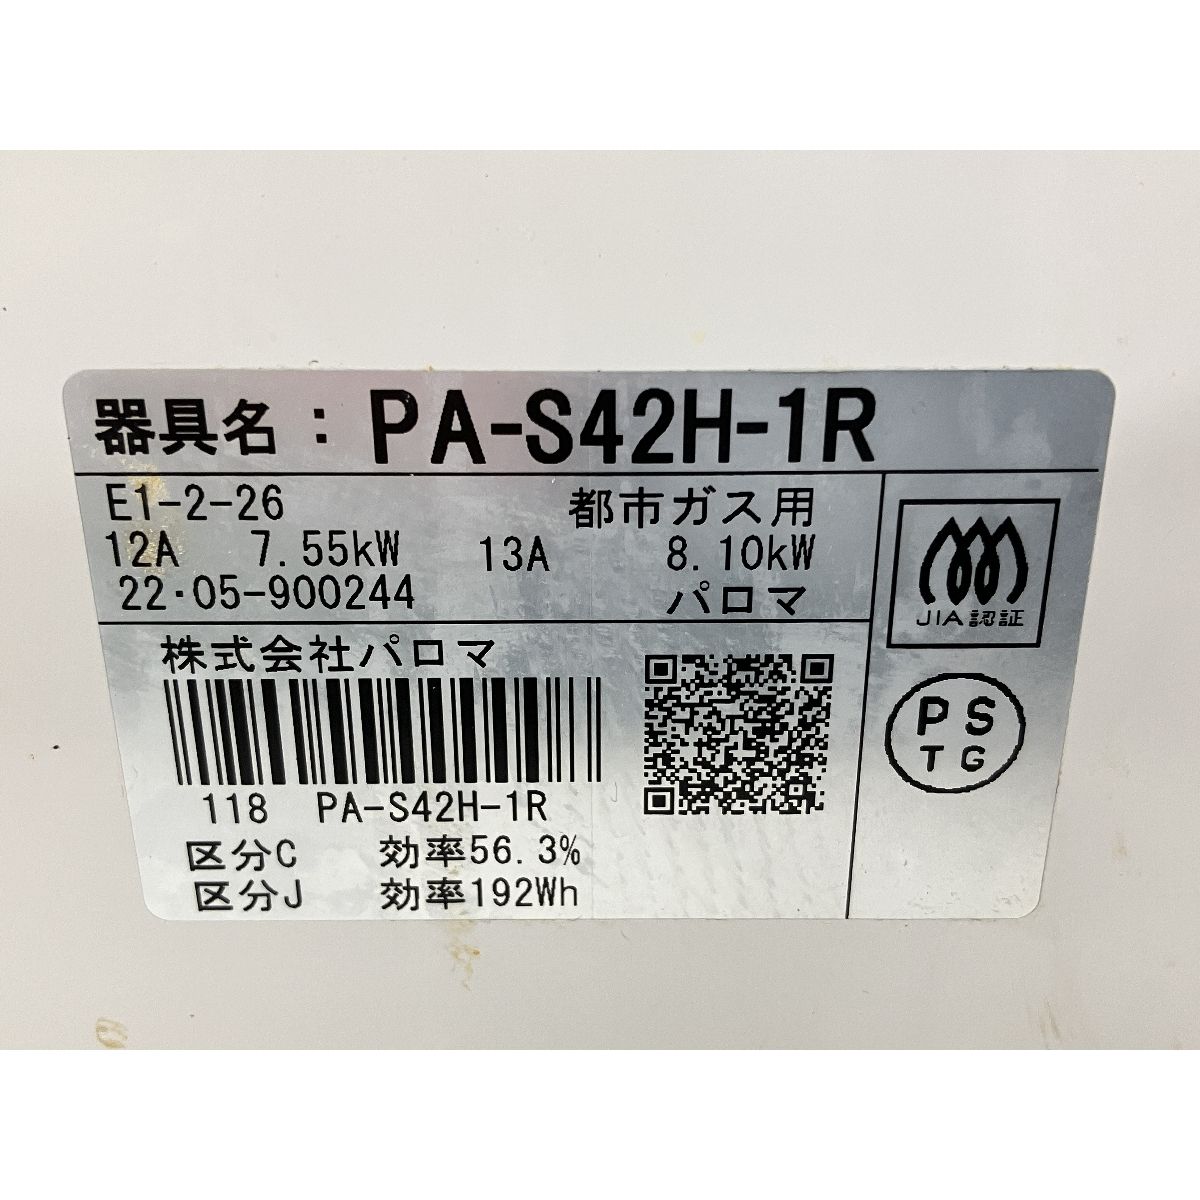 器具名：PA-S42H-1R
E1-2-26 都市ガス用
12A 7.55kW 13A 8.10kW
22・05-900244 パロマ
株式会社パロマ
118 PA-S42H-1R
区分C 効率56.3%
区分J 効率192Wh
JIA認証
PS
TG